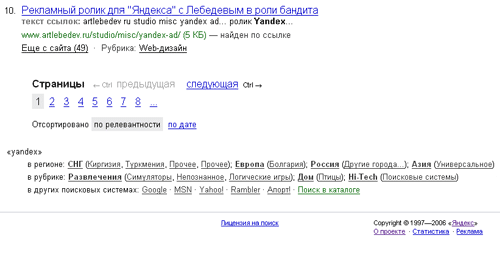 10. Рекламный ролик для "Яндекса" с Лебедевым в роли бандита
текст ссылок: artlebedev ru studio misc yandex ad... ролик Yandex...
www.artlebedev.ru/studio/misc/yandex-ad/ (5 КБ) — найден по ссылке
Еще с сайта (49) · Рубрика: Web-дизайн
Страницы ← Ctrl предыдущая следующая Ctrl →
1 2 3 4 5 6 7 8 ...
Отсортировано по релевантности по дате
«yandex»
в регионе: СНГ (Киргизия, Туркмения, Прочее, Прочее); Европа (Болгария); Россия (Другие города...); Азия (Универсальное)
в рубрике: Развлечения (Симуляторы, Непознанное, Логические игры); Дом (Птицы); Hi-Tech (Поисковые системы)
в других поисковых системах: Google · MSN · Yahoo! · Rambler · Апорт! · Поиск в каталоге
Лицензия на поиск
Copyright © 1997—2006 «Яндекс»
О проекте · Статистика · Реклама